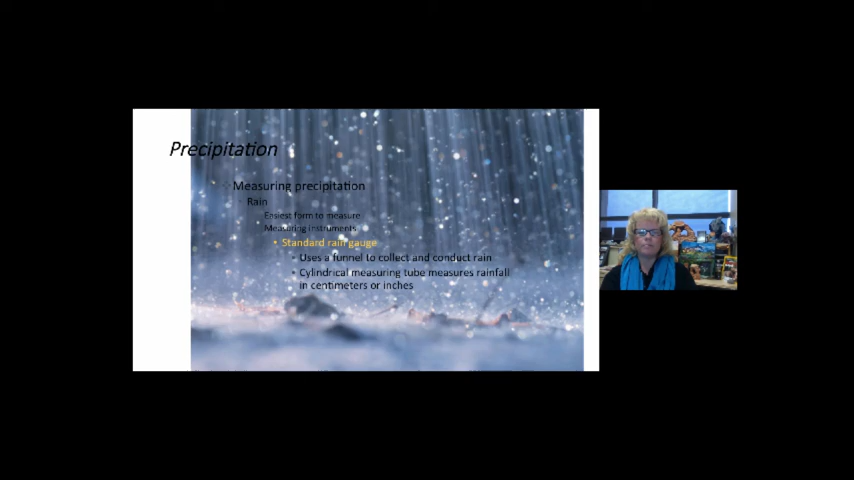 Precipitation
Measuring precipitation
Rain
Easiest form to measure
Measuring instruments
• Standard rain gauge
Uses a funnel to collect and conduct rain
Cylindrical measuring tube measures rainfall
in centimeters or inches